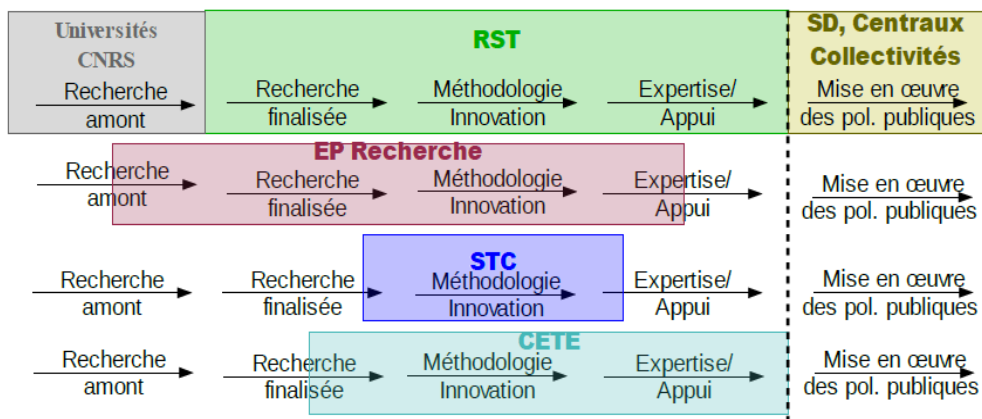 Universités
CNRS
RST
SD, Centraux
Collectivités
Recherche
amont
Recherche
finalisée
Méthodologie
Innovation
Expertise/
Appui
Mise en œuvre
des pol. publiques
EP Recherche
Recherche
amont
Recherche
finalisée
Méthodologie
Innovation
Expertise/
Appui
Mise en œuvre
des pol. publiques
STC
Recherche
amont
Recherche
finalisée
Méthodologie
Innovation
Expertise/
Appui
Mise en œuvre
des pol. publiques
CETE
Recherche
amont
Recherche
finalisée
Méthodologie
Innovation
Expertise/
Appui
Mise en œuvre
des pol. publiques